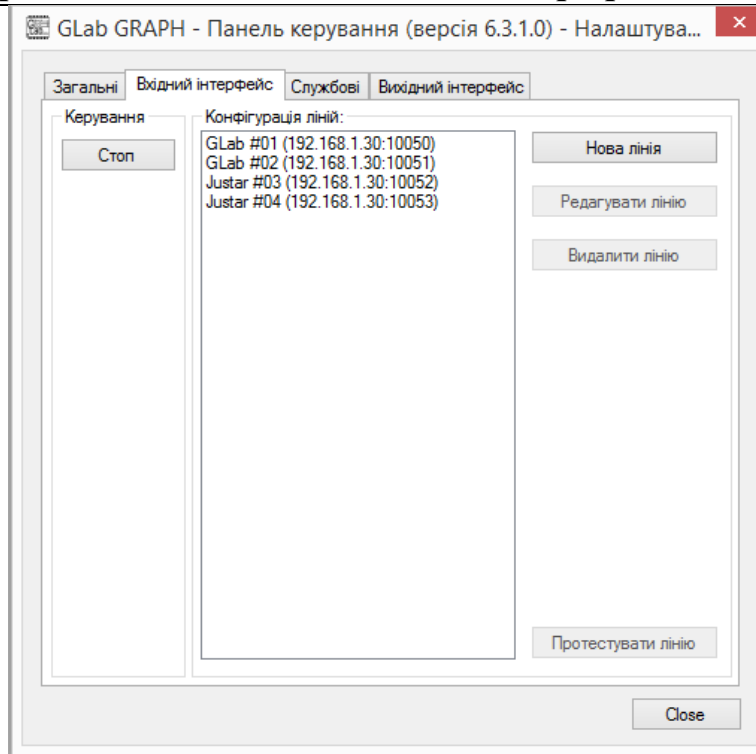 GLab GRAPH - Панель керування (версія 6.3.1.0) - Налаштува...
Загальні Вхідний інтерфейс Службові Вихідний інтерфейс
Керування
Стоп
Конфігурація ліній:
GLab #01 (192.168.1.30:10050)
GLab #02 (192.168.1.30:10051)
Justar #03 (192.168.1.30:10052)
Justar #04 (192.168.1.30:10053)
Нова лінія
Редагувати лінію
Видалити лінію
Протестувати лінію
Close